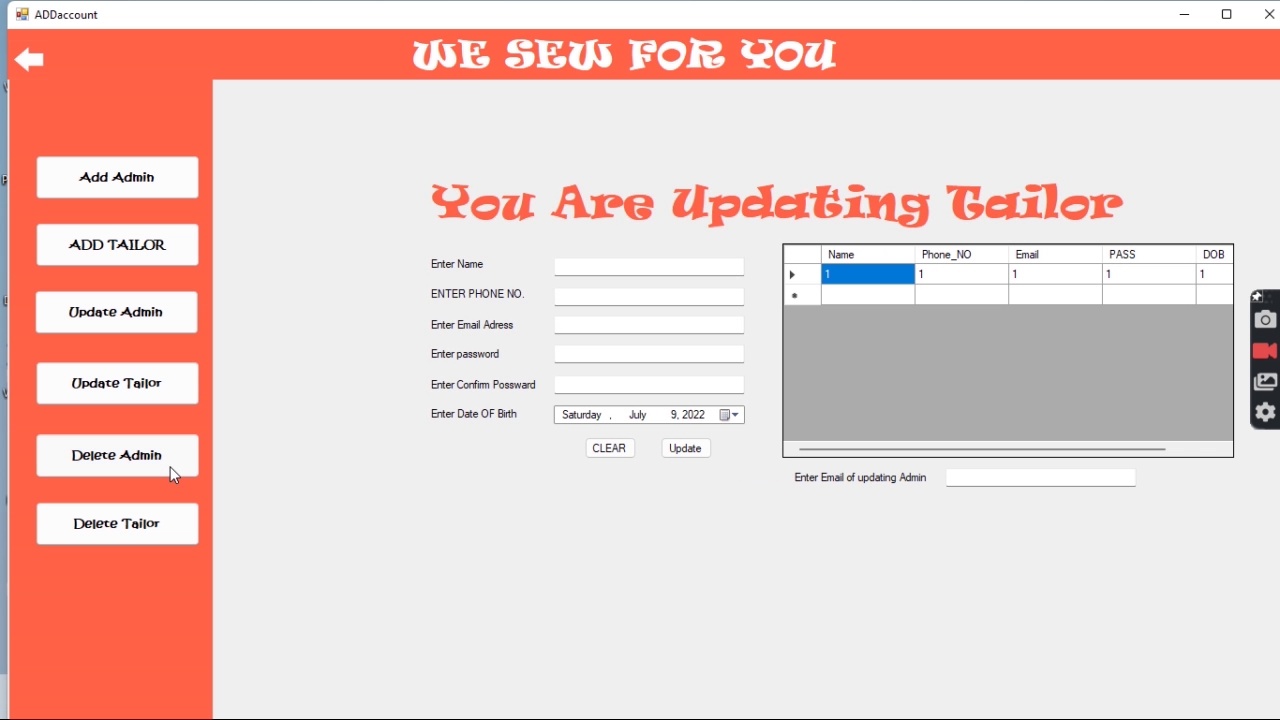 ADDaccount
WE SEW FOR YOU
Add Admin
ADD TAILOR
Update Admin
Update Tailor
Delete Admin
Delete Tailor
You Are Updating Tailor
Enter Name
ENTER PHONE NO.
Enter Email Adress
Enter password
Enter Confirm Possward
Enter Date OF Birth
Saturday , July 9, 2022
CLEAR Update
Name Phone_NO Email PASS DOB
1 1 1 1 1
Enter Email of updating Admin